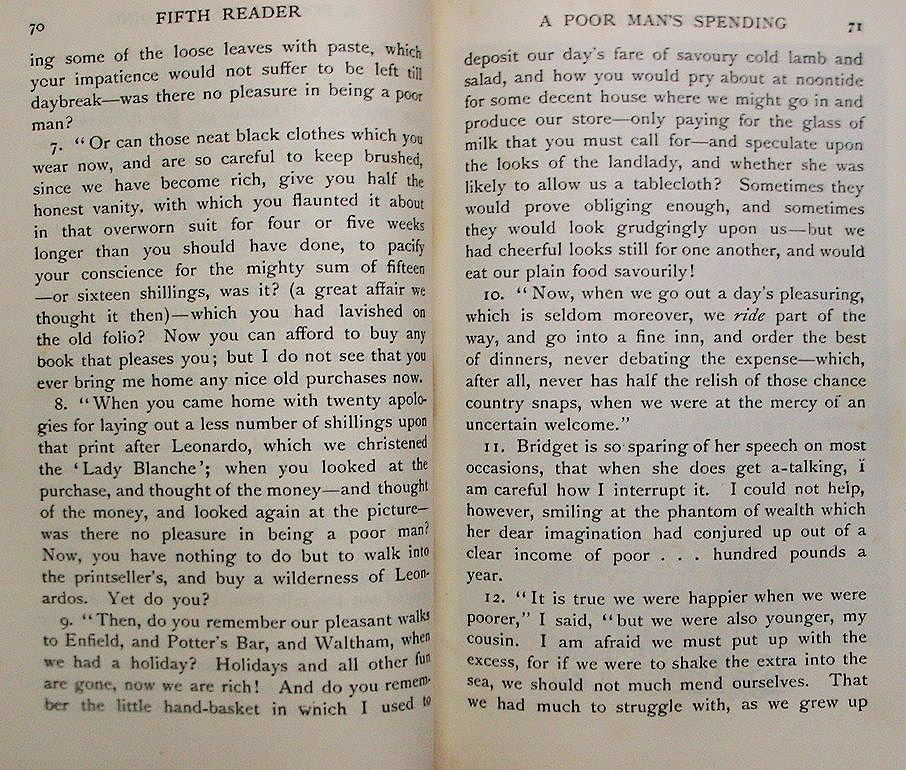 70
FIFTH READER
ing some of the loose leaves with paste, which
your impatience would not suffer to be left till
daybreak—was there no pleasure in being a poor
man?
7. "Or can those neat black clothes which you
wear now, and are so careful to keep brushed,
since we have become rich, give you half the
honest vanity, with which you flaunted it about
in that overworn suit for four or five weeks
longer than you should have done, to pacify
your conscience for the mighty sum of fifteen
—or sixteen shillings, was it? (a great affair we
thought it then)—which you had lavished on
the old folio? Now you can afford to buy any
book that pleases you; but I do not see that you
ever bring me home any nice old purchases now.
8. "When you came home with twenty apolo-
gies for laying out a less number of shillings upon
that print after Leonardo, which we christened
the 'Lady Blanche'; when you looked at the
purchase, and thought of the money—and thought
of the money, and looked again at the picture—
was there no pleasure in being a poor man?
Now, you have nothing to do but to walk into
the printseller's, and buy a wilderness of Leon-
ardos. Yet do you?
9. "Then, do you remember our pleasant walks
to Enfield, and Potter's Bar, and Waltham, when
we had a holiday? Holidays and all other fun
are gone, now we are rich! And do you remem-
ber the little hand-basket in which I used to
A POOR MAN'S SPENDING
71
deposit our day's fare of savoury cold lamb and
salad, and how you would pry about at noontide
for some decent house where we might go in and
produce our store—only paying for the glass of
milk that you must call for—and speculate upon
the looks of the landlady, and whether she was
likely to allow us a tablecloth? Sometimes they
would prove obliging enough, and sometimes
they would look grudgingly upon us—but we
had cheerful looks still for one another, and would
eat our plain food savourily!
10. "Now, when we go out a day's pleasuring,
which is seldom moreover, we ride part of the
way, and go into a fine inn, and order the best
of dinners, never debating the expense—which,
after all, never has half the relish of those chance
country snaps, when we were at the mercy of an
uncertain welcome."
11. Bridget is so sparing of her speech on most
occasions, that when she does get a-talking, I
am careful how I interrupt it. I could not help,
however, smiling at the phantom of wealth which
her dear imagination had conjured up out of a
clear income of poor . . . hundred pounds a
year.
12. "It is true we were happier when we were
poorer," I said, "but we were also younger, my
cousin. I am afraid we must put up with the
excess, for if we were to shake the extra into the
sea, we should not much mend ourselves. That
we had much to struggle with, as we grew up